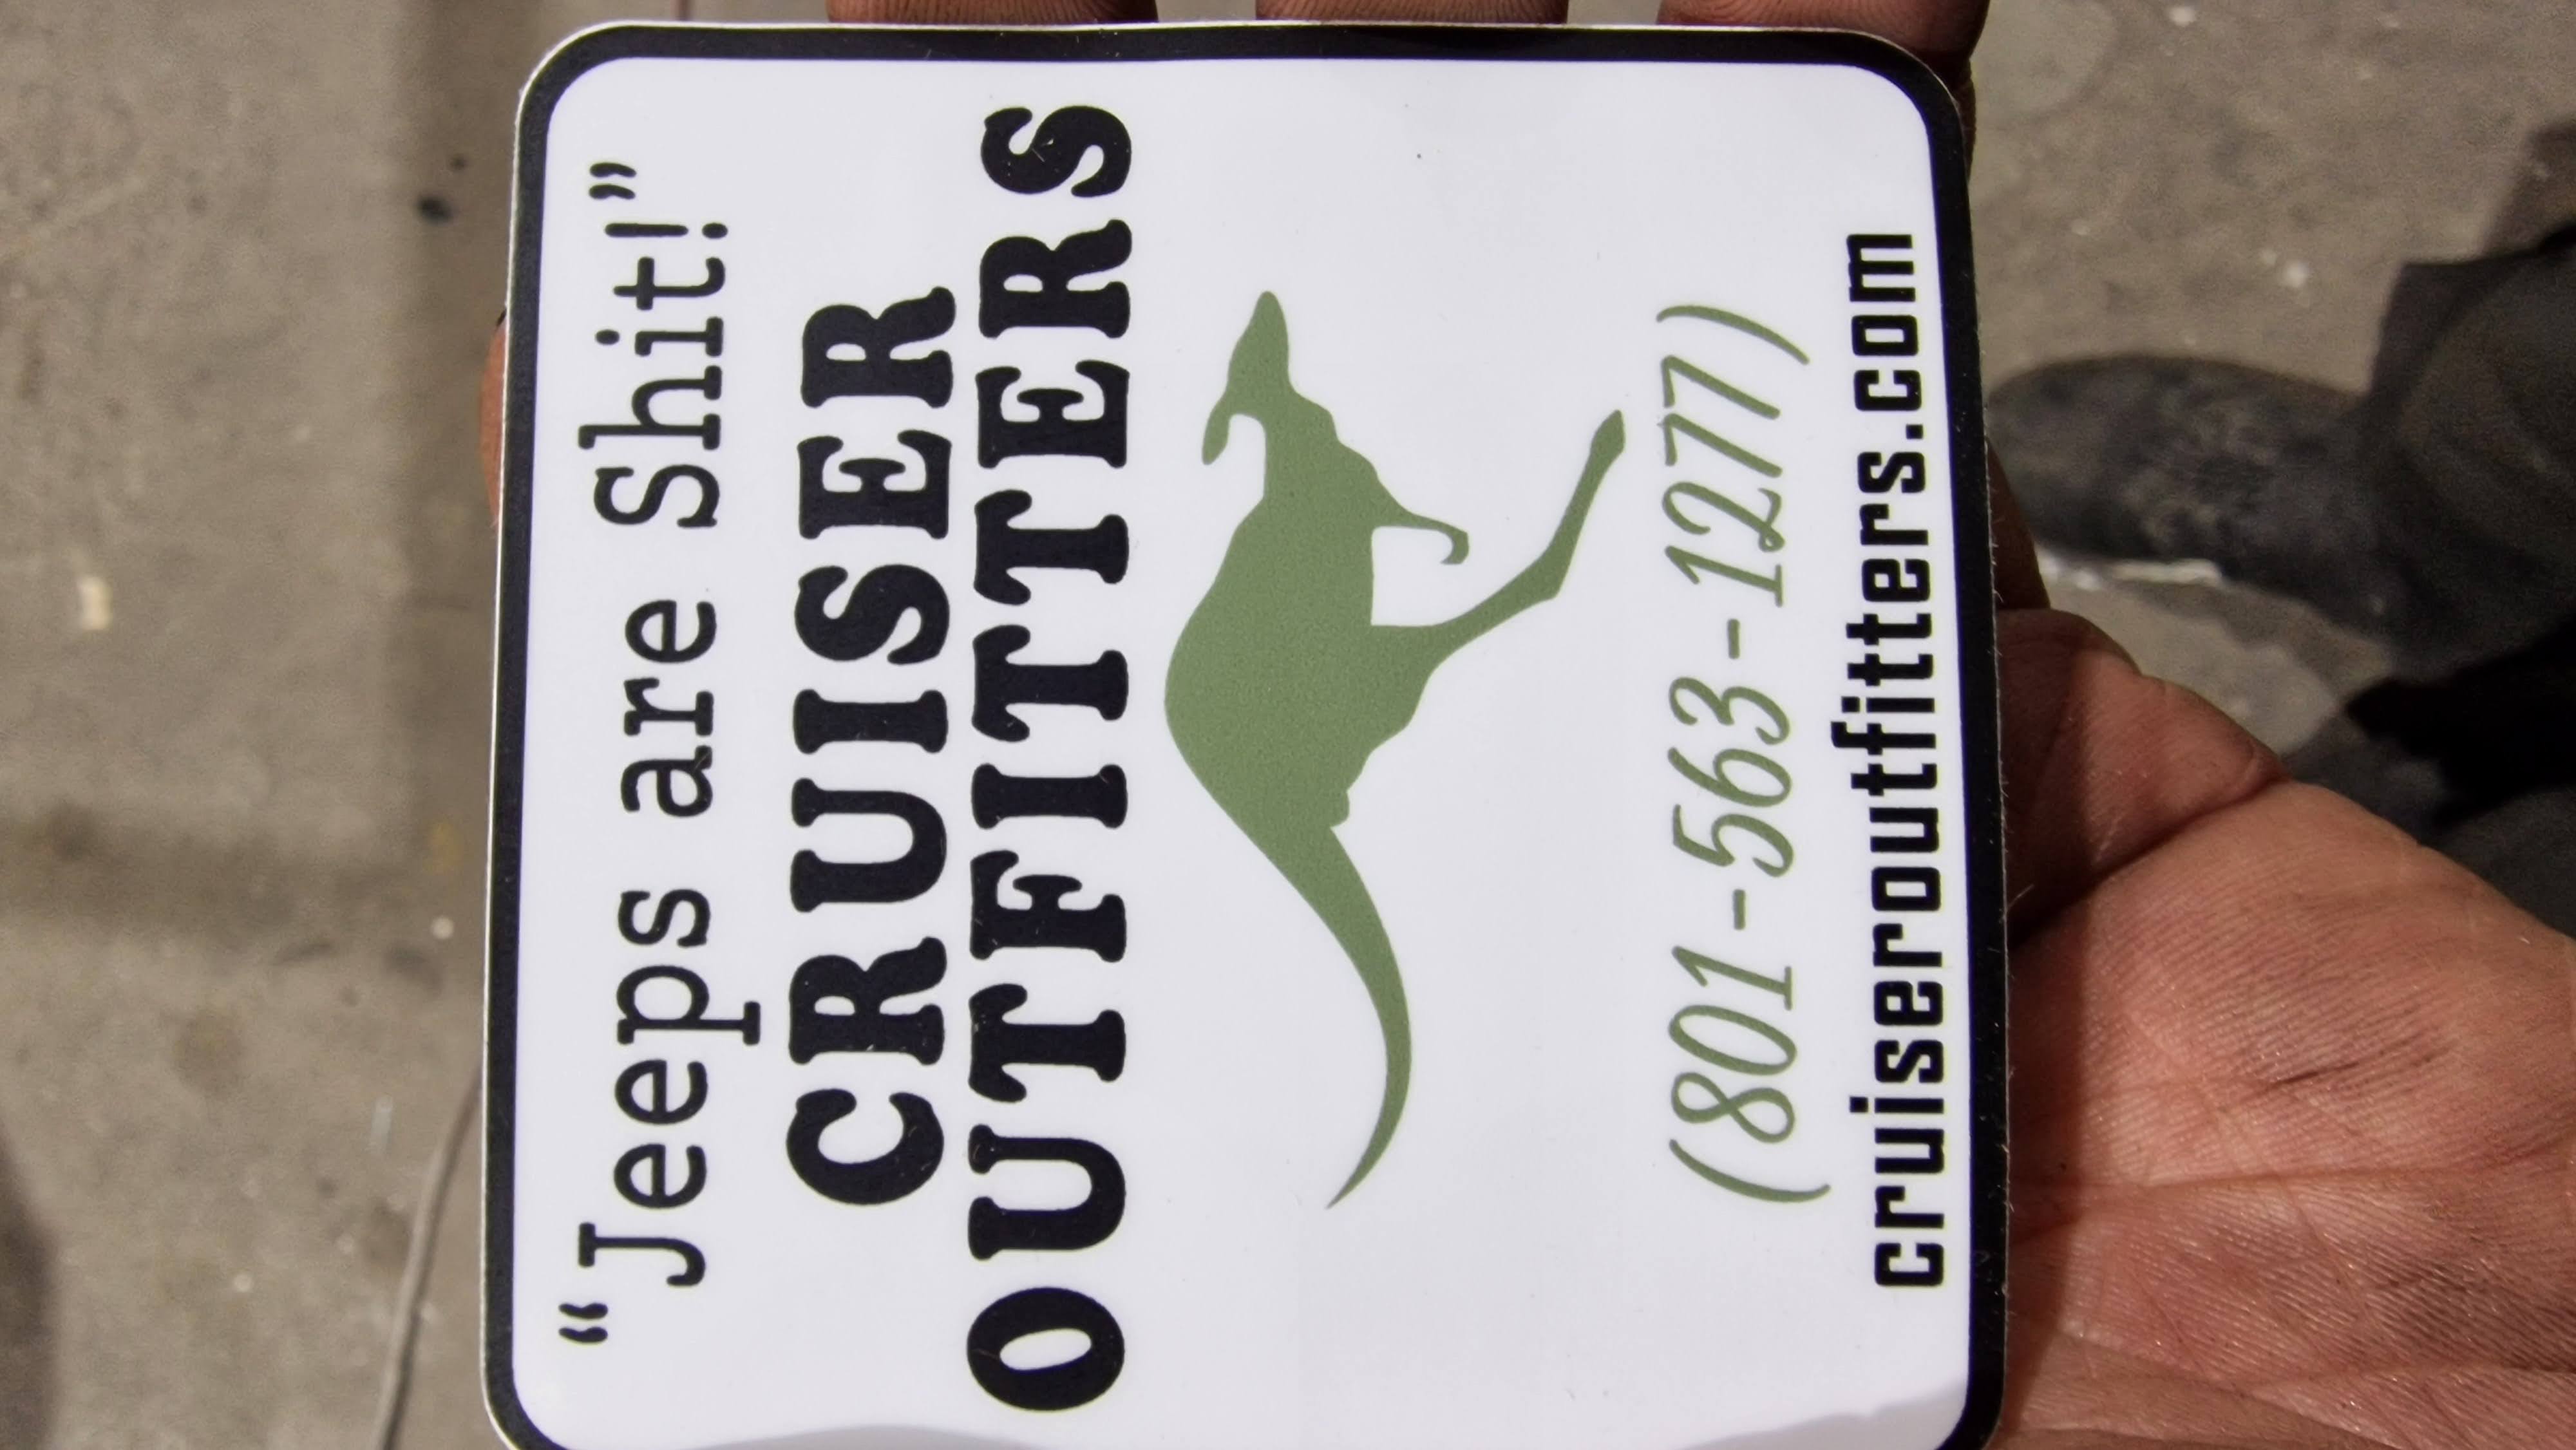 “Jeeps are Shit!”
CRUISER
OUTFITTERS
(801-563-1277)
cruiseroutfitters.com